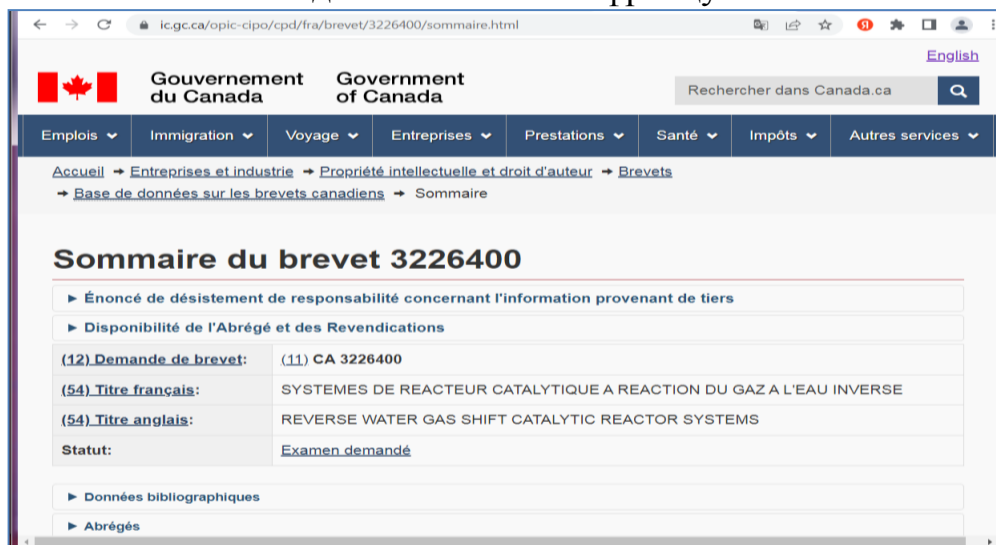 ic.gc.ca/opic-cipo/cpd/fra/brevet/3226400/sommaire.html
English
Gouvernement du Canada
Government of Canada
Rechercher dans Canada.ca
Emplois Immigration Voyage Entreprises Prestations Santé Impôts Autres services
Accueil → Entreprises et industrie → Propriété intellectuelle et droit d'auteur → Brevets
→ Base de données sur les brevets canadiens → Sommaire
Sommaire du brevet 3226400
► Énoncé de désistement de responsabilité concernant l'information provenant de tiers
► Disponibilité de l'Abrégé et des Revendications
(12) Demande de brevet: (11) CA 3226400
(54) Titre français: SYSTEMES DE REACTEUR CATALYTIQUE A REACTION DU GAZ A L'EAU INVERSE
(54) Titre anglais: REVERSE WATER GAS SHIFT CATALYTIC REACTOR SYSTEMS
Statut: Examen demandé
► Données bibliographiques
► Abrégés